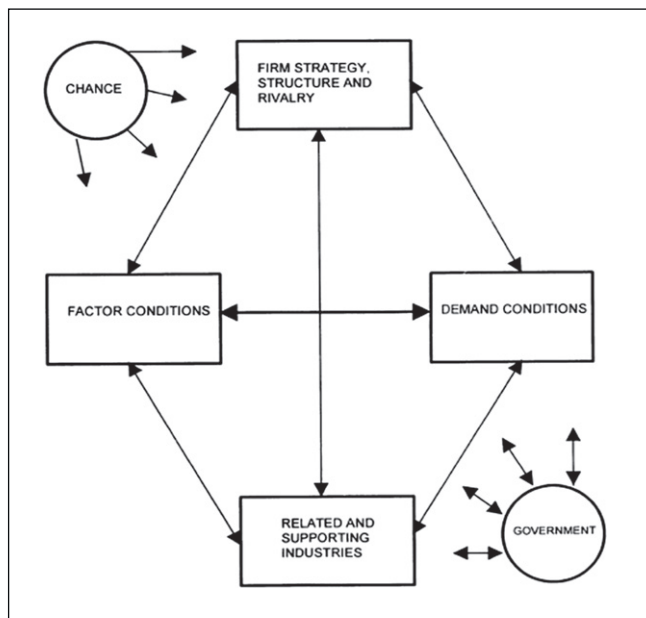 CHANCE
FIRM STRATEGY,
STRUCTURE AND
RIVALRY
FACTOR CONDITIONS
DEMAND CONDITIONS
RELATED AND
SUPPORTING
INDUSTRIES
GOVERNMENT